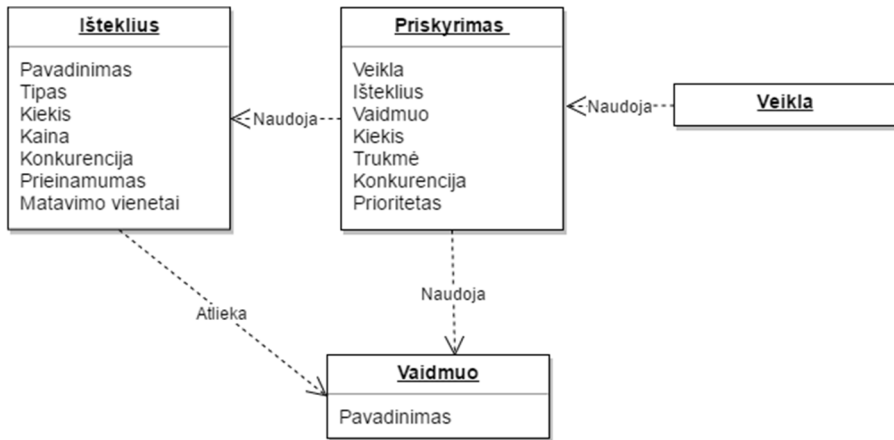 Išteklius
Pavadinimas
Tipas
Kiekis
Kaina
Konkurencija
Prieinamumas
Matavimo vienetai
Naudoja
Priskyrimas
Veikla
Išteklius
Vaidmuo
Kiekis
Trukmė
Konkurencija
Prioritetas
Naudoja
Veikla
Atlieka
Naudoja
Vaidmuo
Pavadinimas